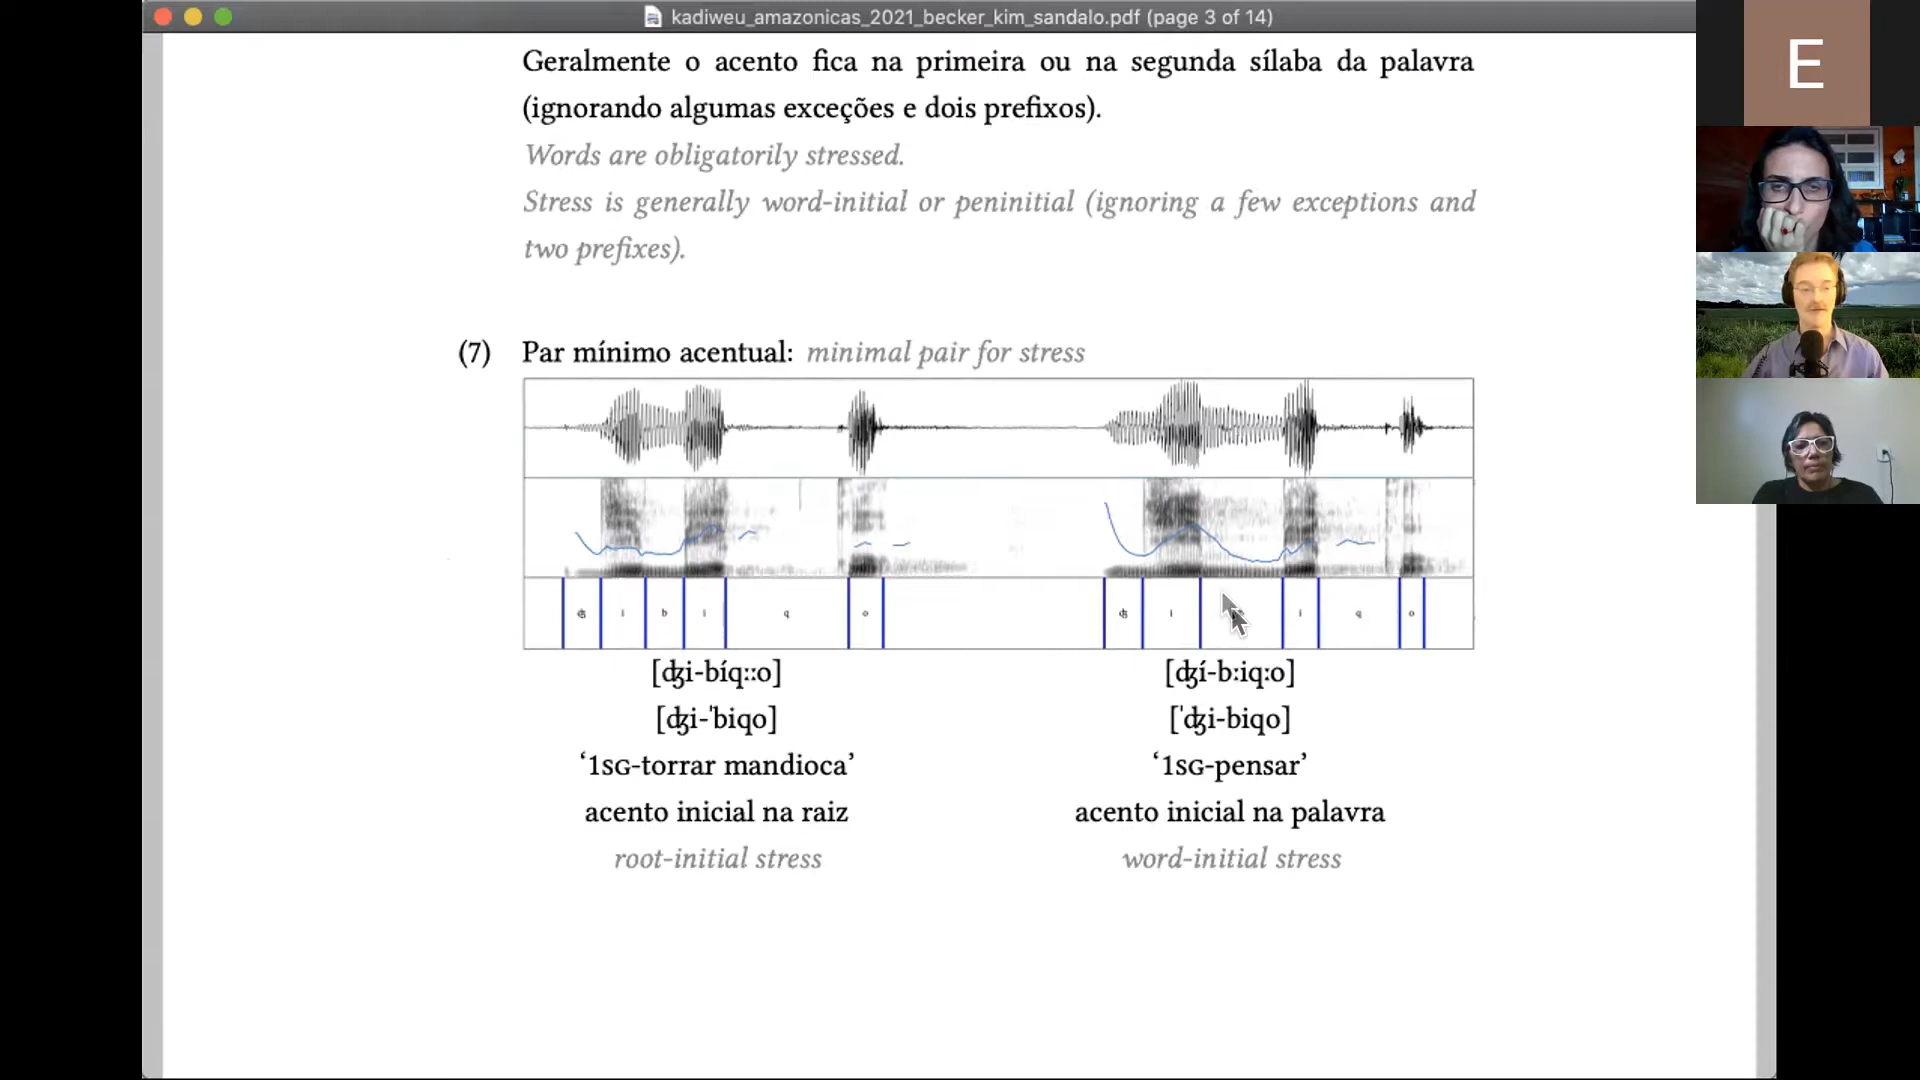 kadiweu_amazonicas_2021_becker_kim_sandalo.pdf (page 3 of 14)
E
Geralmente o acento fica na primeira ou na segunda sílaba da palavra
(ignorando algumas exceções e dois prefixos).
Words are obligatorily stressed.
Stress is generally word-initial or peninitial (ignoring a few exceptions and
two prefixes).
(7) Par mínimo acentual: minimal pair for stress
ʤ i b i q o ʤ i i q o
[ʤi-bíq::o] [ʤí-b:iq:o]
[ʤi-ˈbiqo] [ˈʤi-biqo]
‘1SG-torrar mandioca’ ‘1SG-pensar’
acento inicial na raiz acento inicial na palavra
root-initial stress word-initial stress